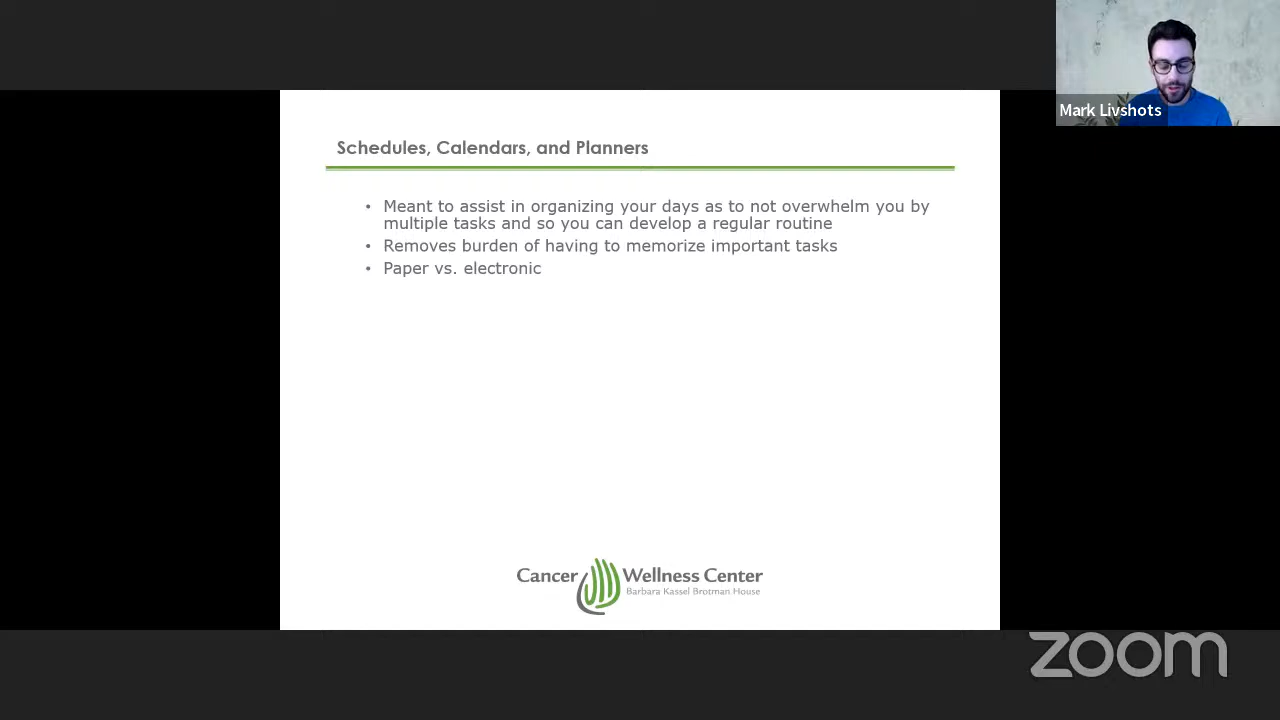 Mark Livshots
Schedules, Calendars, and Planners
• Meant to assist in organizing your days as to not overwhelm you by
multiple tasks and so you can develop a regular routine
• Removes burden of having to memorize important tasks
• Paper vs. electronic
Cancer Wellness Center
Barbara Kassel Brotman House
zoom